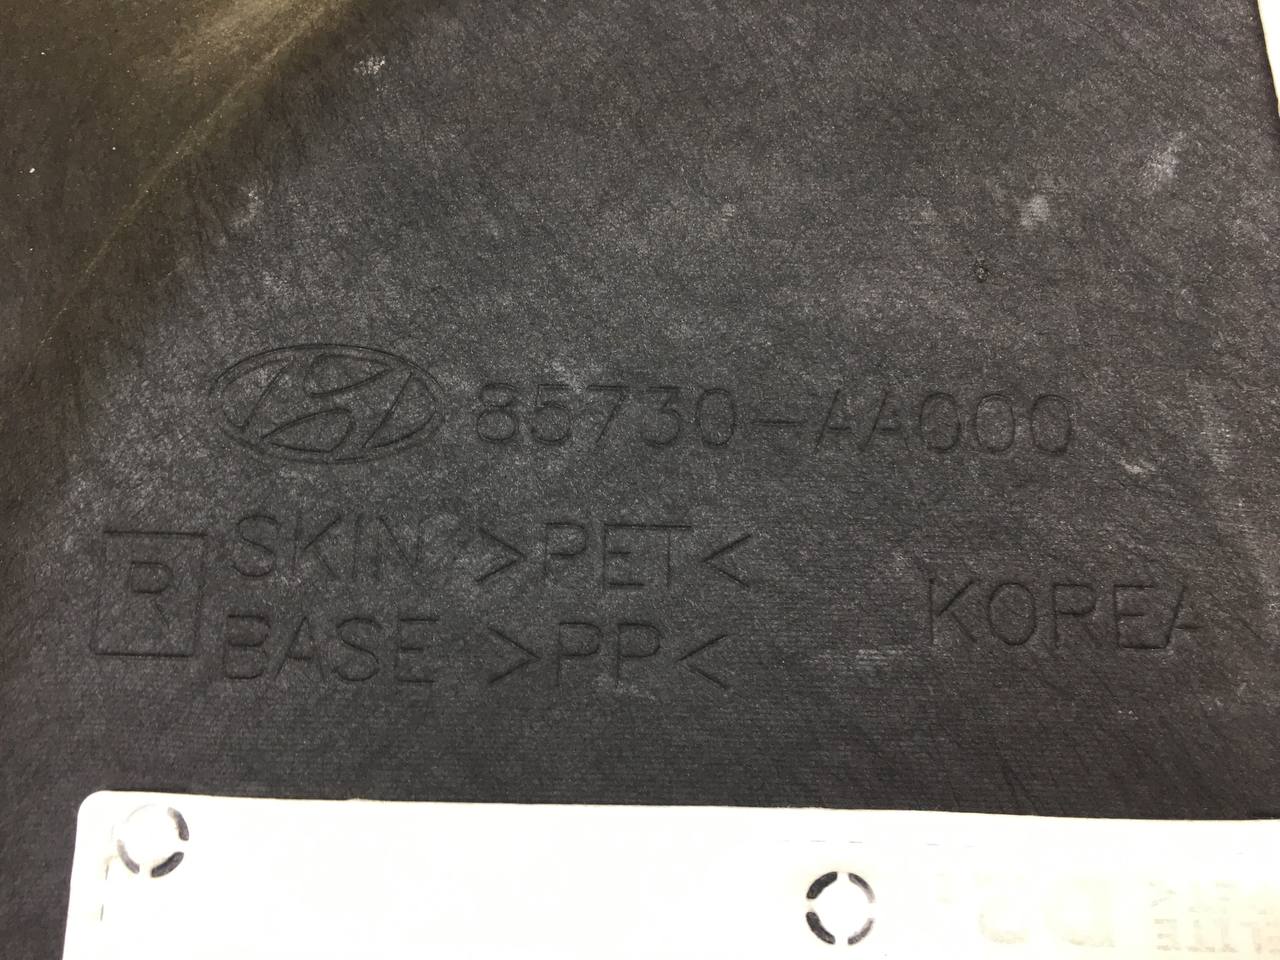 85730-AA000
R SKIN >PET<
BASE >PP<
KOREA